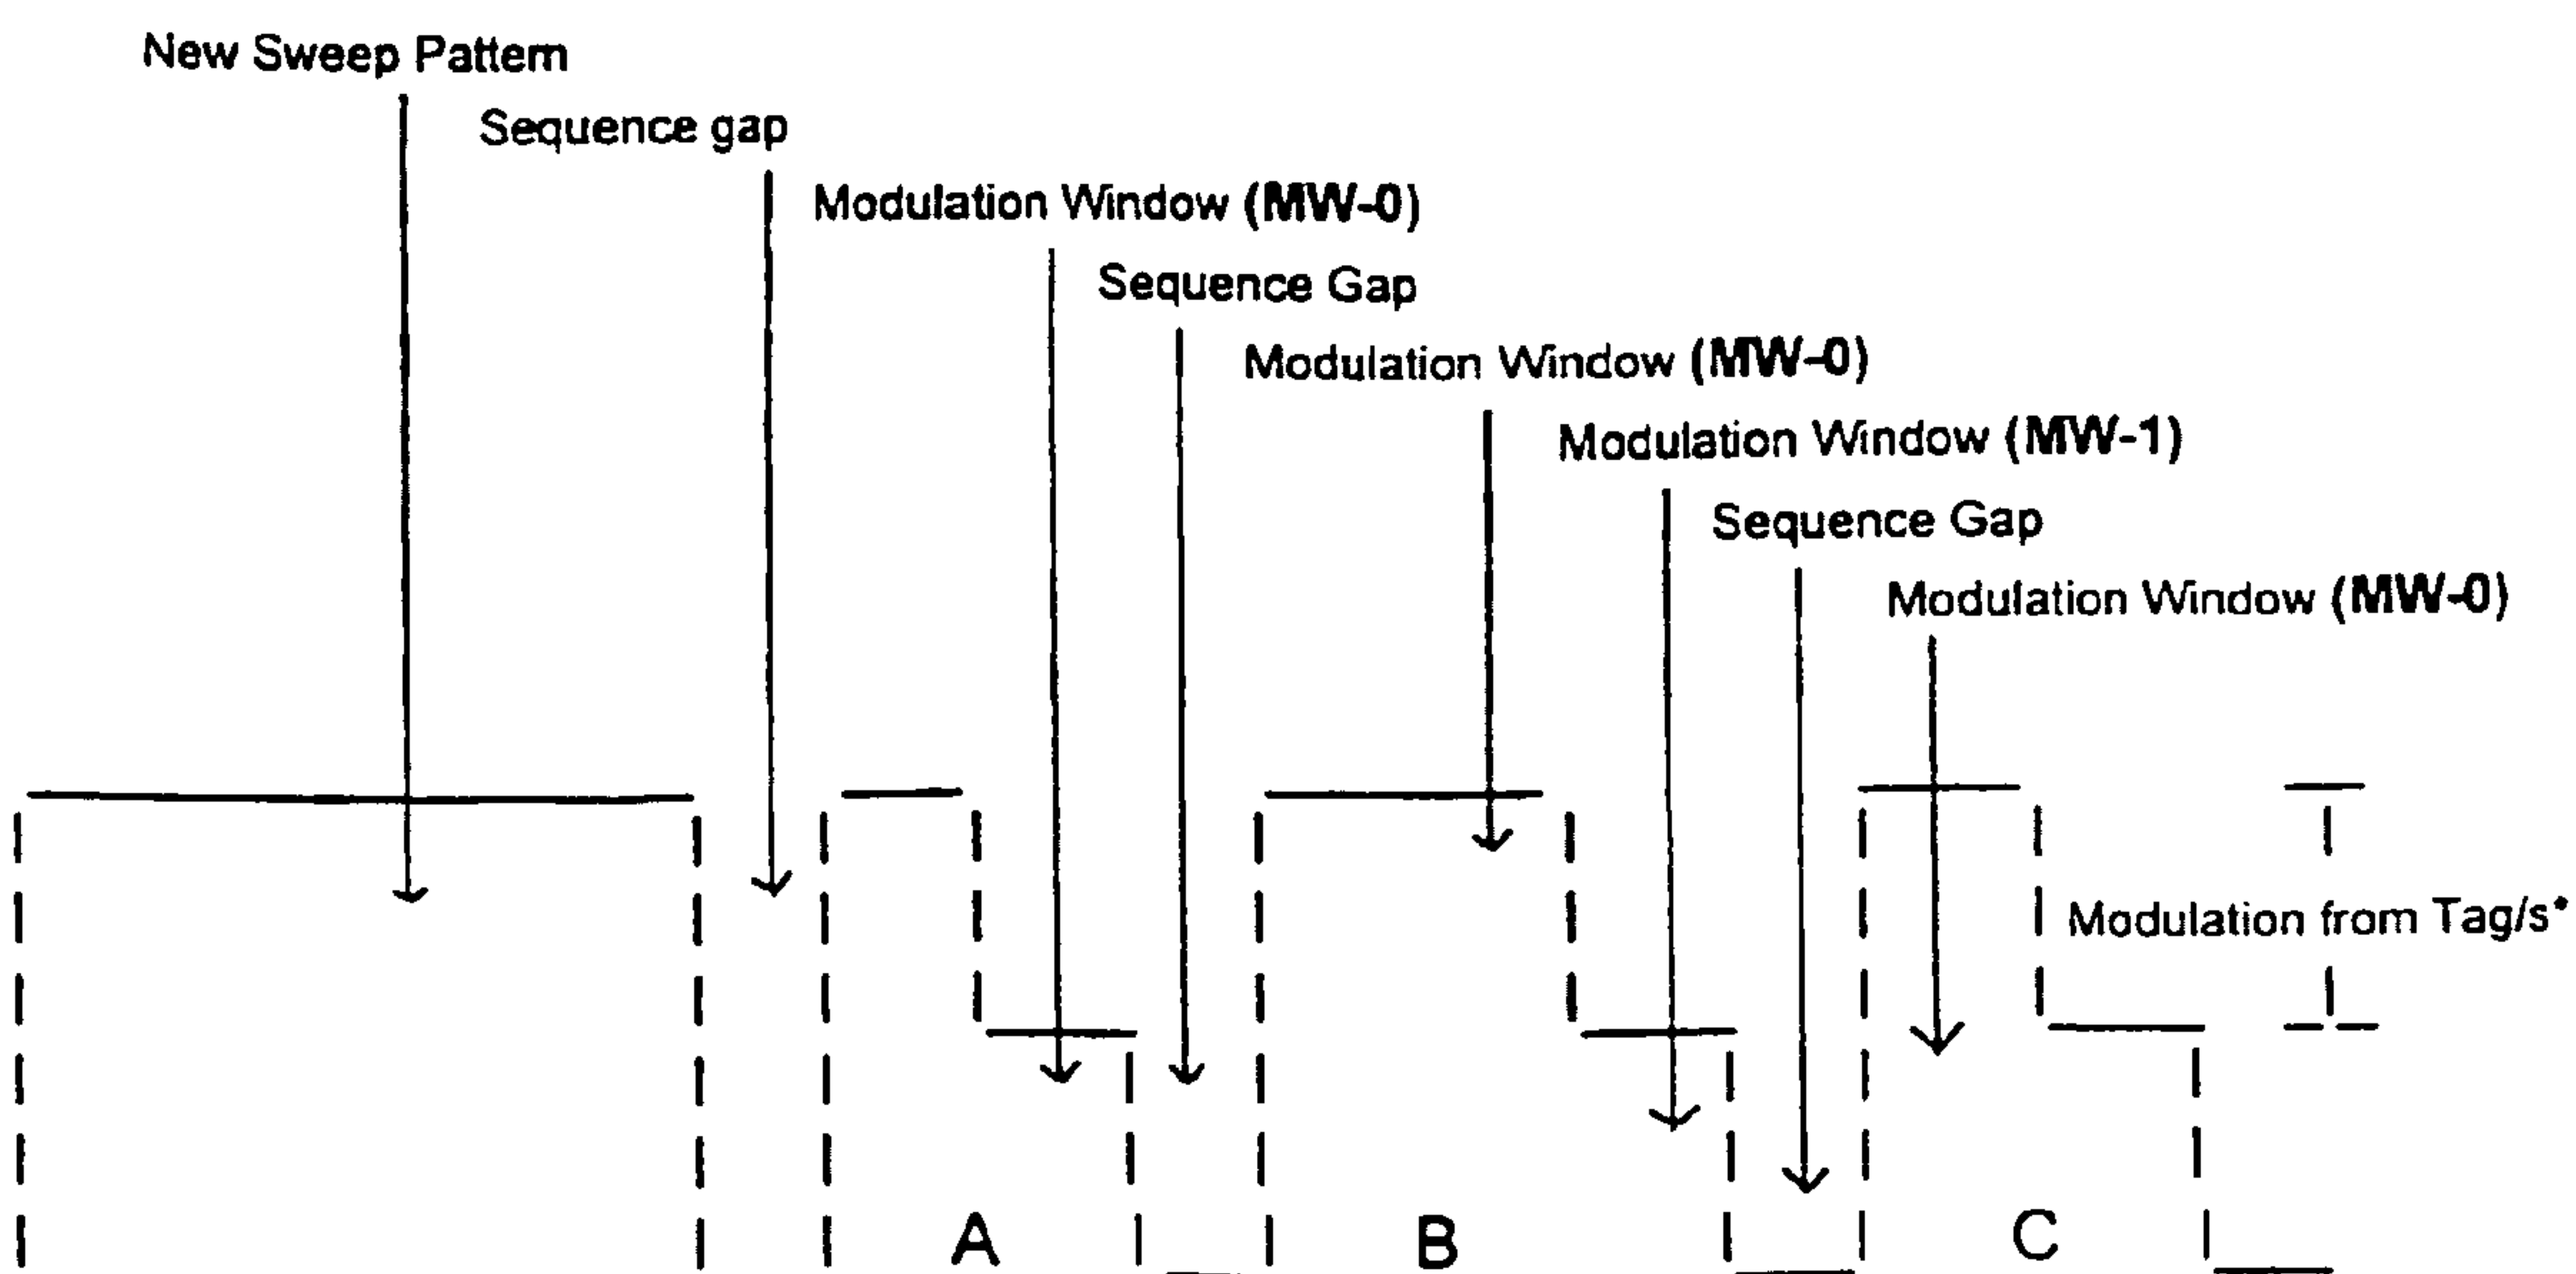 New Sweep Pattern
Sequence gap
Modulation Window (MW-0)
Sequence Gap
Modulation Window (MW-0)
Modulation Window (MW-1)
Sequence Gap
Modulation Window (MW-0)
Modulation from Tag/s*
A B C